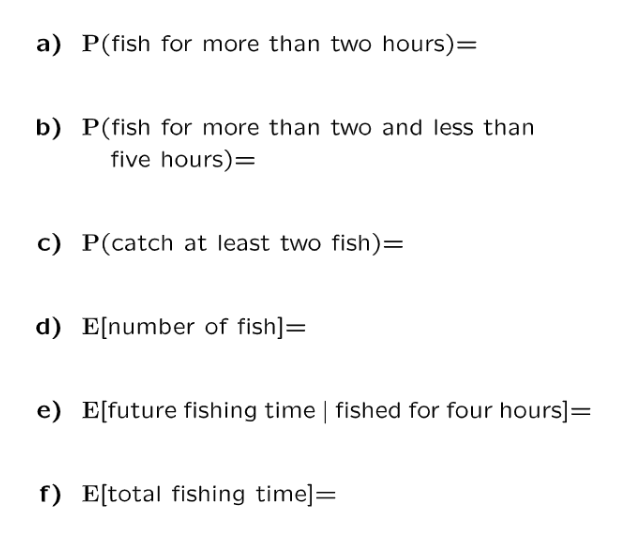 a) P(fish for more than two hours)=
b) P(fish for more than two and less than
five hours)=
c) P(catch at least two fish)=
d) E[number of fish]=
e) E[future fishing time | fished for four hours]=
f) E[total fishing time]=